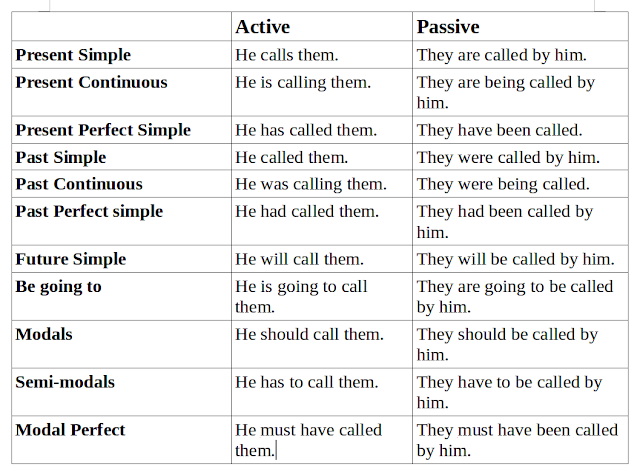 Active Passive
Present Simple He calls them. They are called by him.
Present Continuous He is calling them. They are being called by
him.
Present Perfect Simple He has called them. They have been called.
Past Simple He called them. They were called by him.
Past Continuous He was calling them. They were being called.
Past Perfect simple He had called them. They had been called by
him.
Future Simple He will call them. They will be called by him.
Be going to He is going to call They are going to be called
them. by him.
Modals He should call them. They should be called by
him.
Semi-modals He has to call them. They have to be called by
him.
Modal Perfect He must have called They must have been called
them. by him.